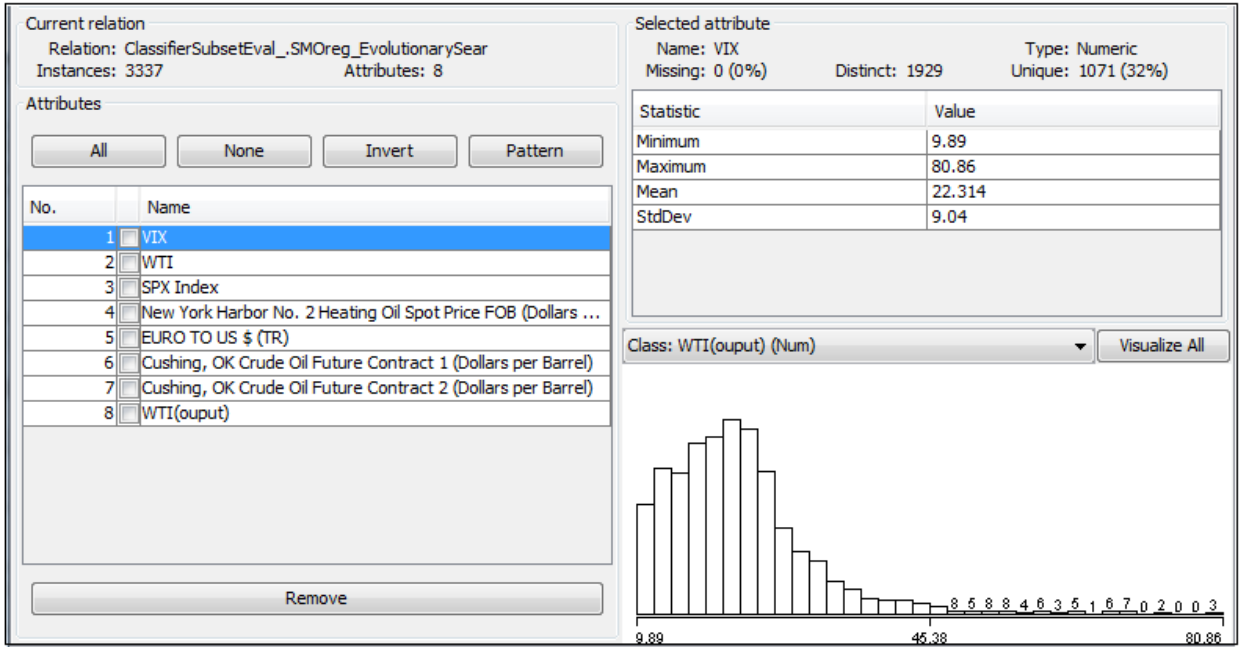 Current relation
Relation: ClassifierSubsetEval_.SMOreg_EvolutionarySear
Instances: 3337 Attributes: 8
Attributes
All None Invert Pattern
No. Name
1 VIX
2 WTI
3 SPX Index
4 New York Harbor No. 2 Heating Oil Spot Price FOB (Dollars ...
5 EURO TO US $ (TR)
6 Cushing, OK Crude Oil Future Contract 1 (Dollars per Barrel)
7 Cushing, OK Crude Oil Future Contract 2 (Dollars per Barrel)
8 WTI(ouput)
Remove
Selected attribute
Name: VIX Type: Numeric
Missing: 0 (0%) Distinct: 1929 Unique: 1071 (32%)
Statistic Value
Minimum 9.89
Maximum 80.86
Mean 22.314
StdDev 9.04
Class: WTI(ouput) (Num) Visualize All
8 5 8 8 4 6 3 5 1 6 7 0 2 0 0 3
9.89 45.38 80.86